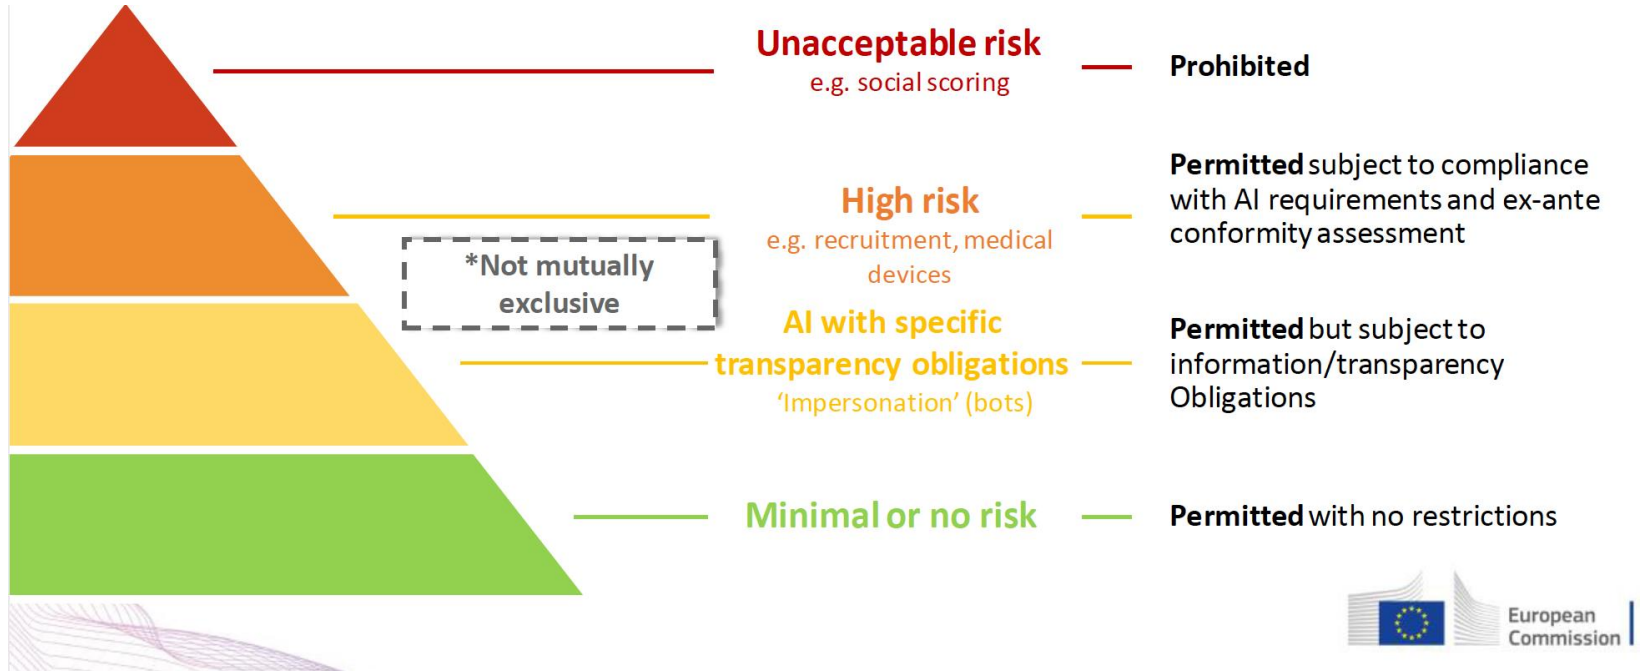 Unacceptable risk
e.g. social scoring
Prohibited
High risk
e.g. recruitment, medical
devices
Permitted subject to compliance
with AI requirements and ex-ante
conformity assessment
*Not mutually
exclusive
AI with specific
transparency obligations
‘Impersonation’ (bots)
Permitted but subject to
information/transparency
Obligations
Minimal or no risk
Permitted with no restrictions
European
Commission